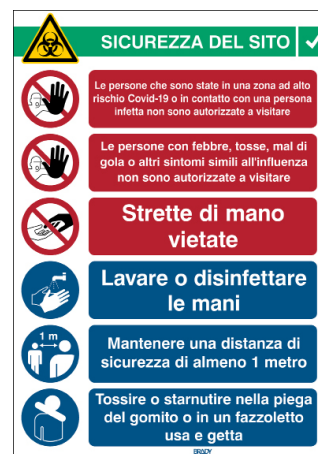 SICUREZZA DEL SITO
Le persone che sono state in una zona ad alto
rischio Covid-19 o in contatto con una persona
infetta non sono autorizzate a visitare
Le persone con febbre, tosse, mal di
gola o altri sintomi simili all'influenza
non sono autorizzate a visitare
Strette di mano
vietate
Lavare o disinfettare
le mani
1 m
Mantenere una distanza di
sicurezza di almeno 1 metro
Tossire o starnutire nella piega
del gomito o in un fazzoletto
usa e getta
BRADY